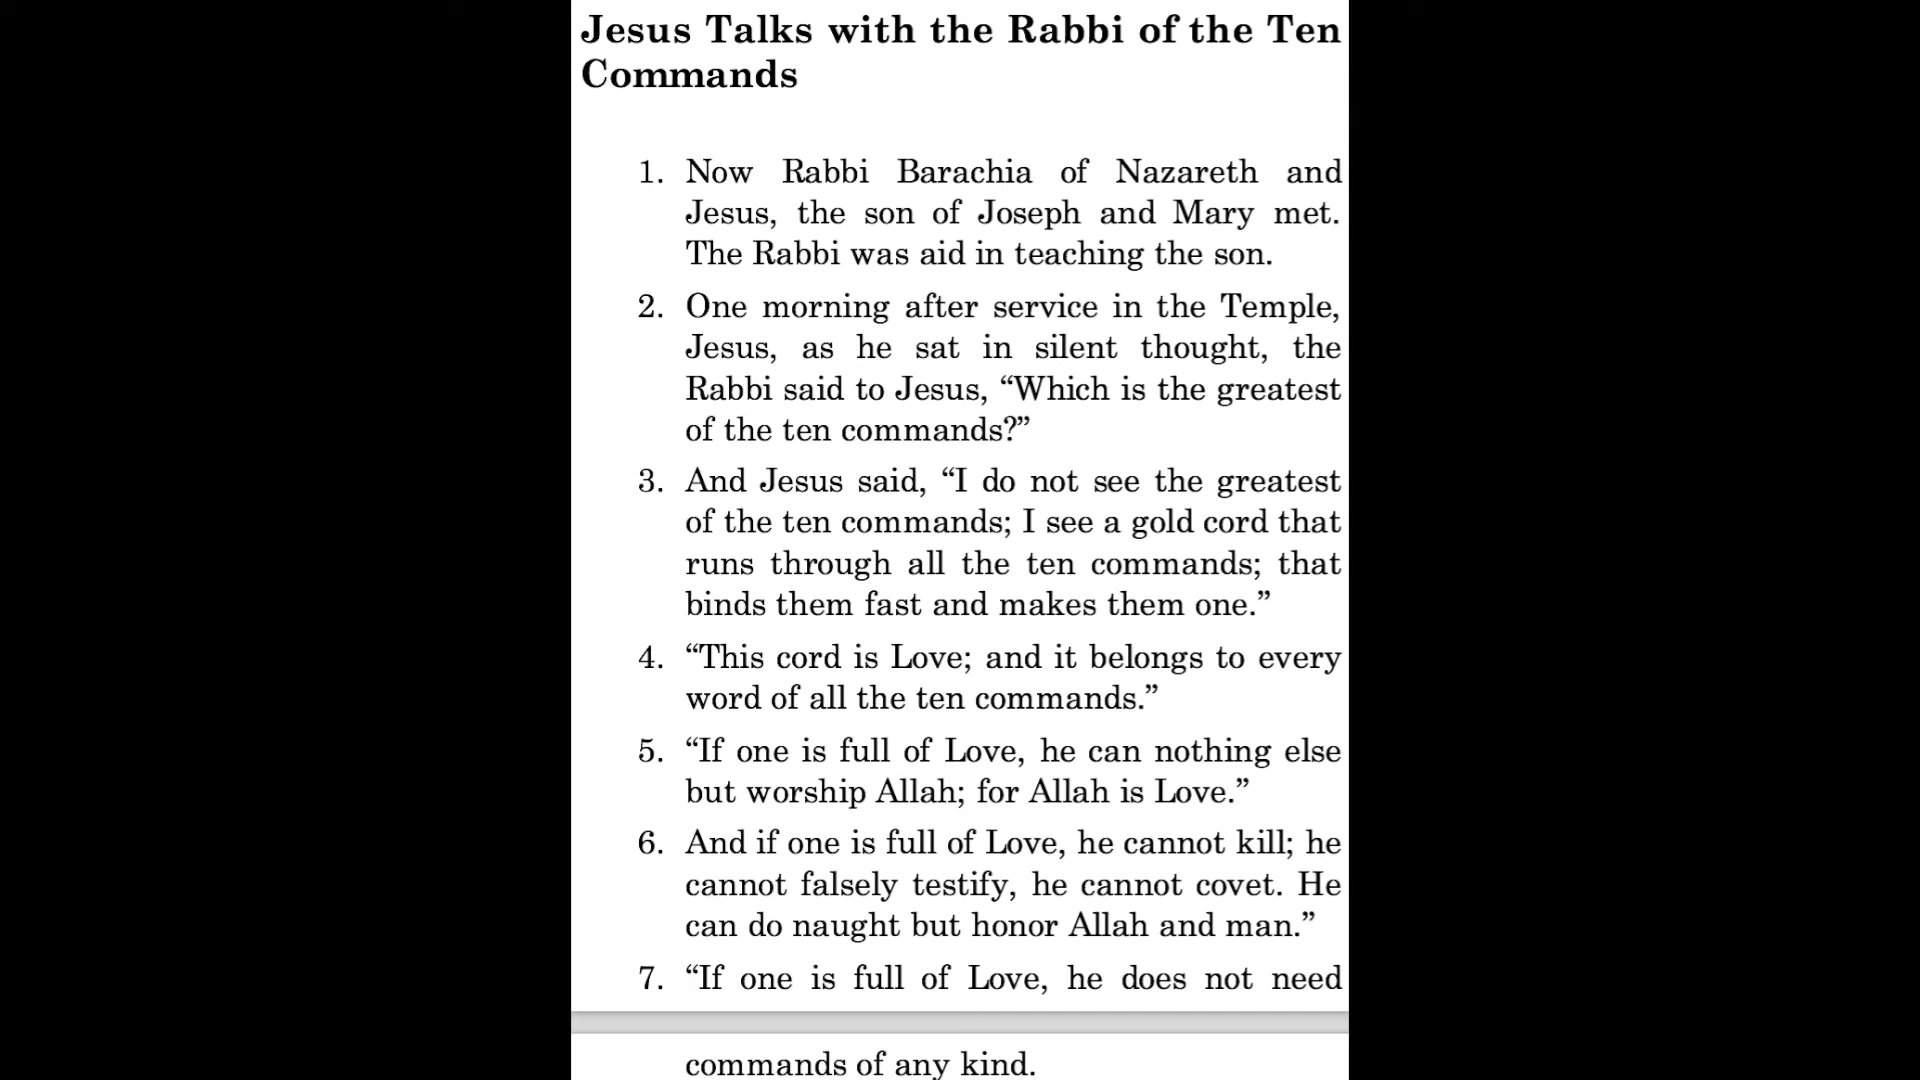 Jesus Talks with the Rabbi of the Ten
Commands
1. Now Rabbi Barachia of Nazareth and
Jesus, the son of Joseph and Mary met.
The Rabbi was aid in teaching the son.
2. One morning after service in the Temple,
Jesus, as he sat in silent thought, the
Rabbi said to Jesus, “Which is the greatest
of the ten commands?”
3. And Jesus said, “I do not see the greatest
of the ten commands; I see a gold cord that
runs through all the ten commands; that
binds them fast and makes them one.”
4. “This cord is Love; and it belongs to every
word of all the ten commands.”
5. “If one is full of Love, he can nothing else
but worship Allah; for Allah is Love.”
6. And if one is full of Love, he cannot kill; he
cannot falsely testify, he cannot covet. He
can do naught but honor Allah and man.”
7. “If one is full of Love, he does not need
commands of any kind.